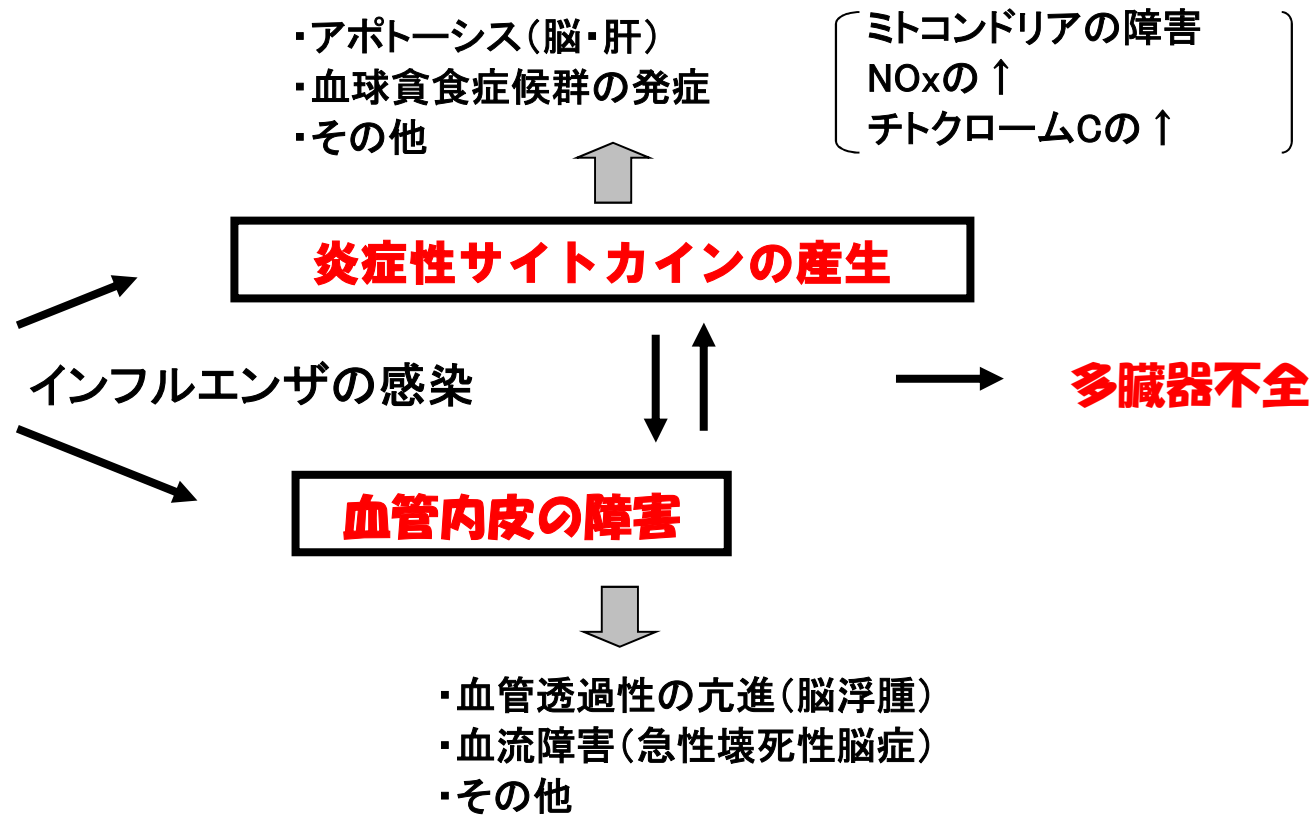 ・アポトーシス（脳・肝）
・血球貪食症候群の発症
・その他
ミトコンドリアの障害
NOxの↑
チトクロームCの↑
炎症性サイトカインの産生
インフルエンザの感染
多臓器不全
血管内皮の障害
・血管透過性の亢進（脳浮腫）
・血流障害（急性壊死性脳症）
・その他